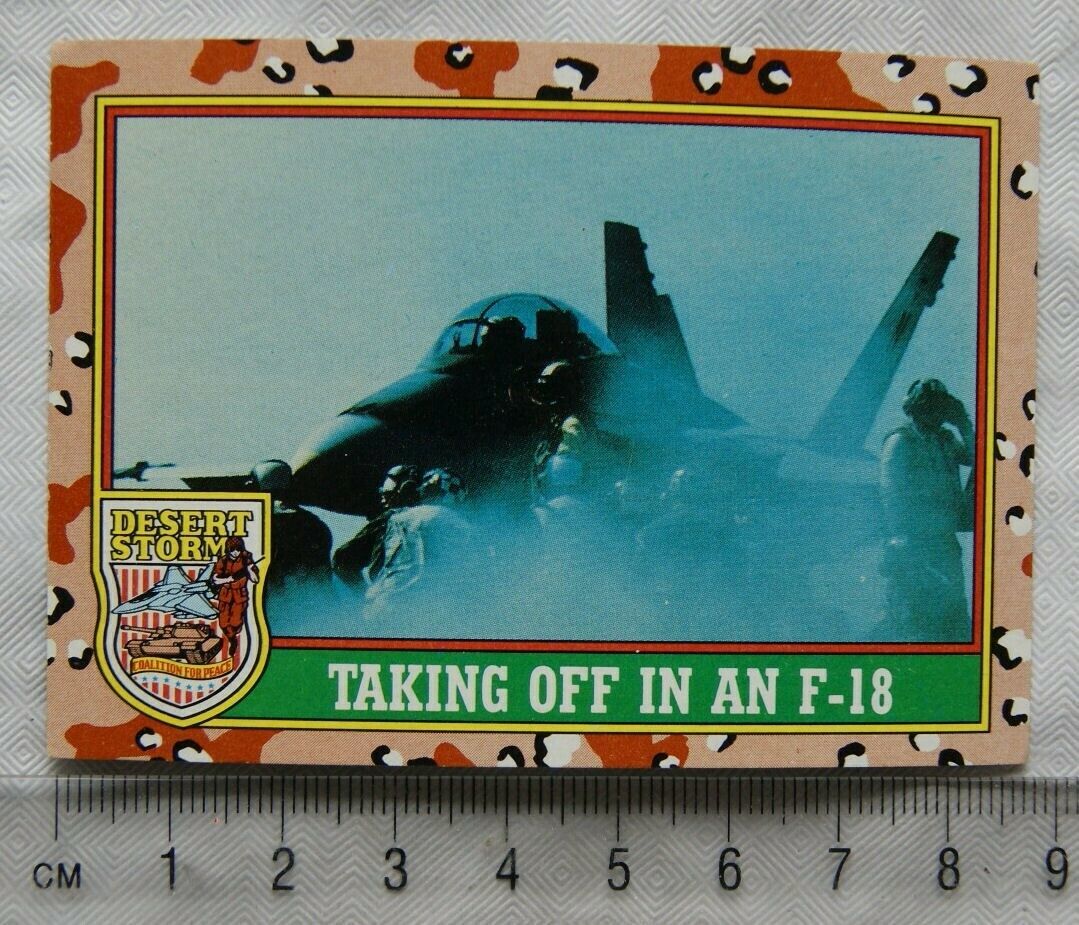 DESERT
STORM
COALITION FOR PEACE
TAKING OFF IN AN F-18
CM 1 2 3 4 5 6 7 8 9